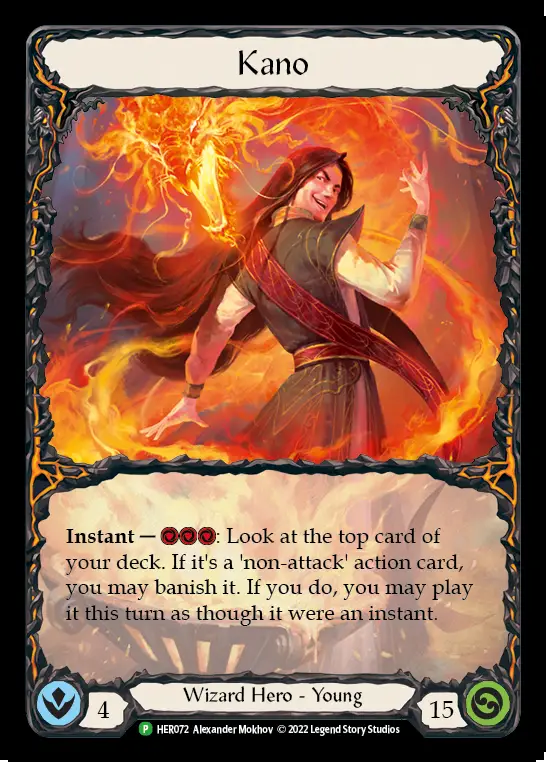 Kano
Instant — : Look at the top card of
your deck. If it's a 'non-attack' action card,
you may banish it. If you do, you may play
it this turn as though it were an instant.
4
Wizard Hero - Young
15
P HER072 Alexander Mokhov © 2022 Legend Story Studios